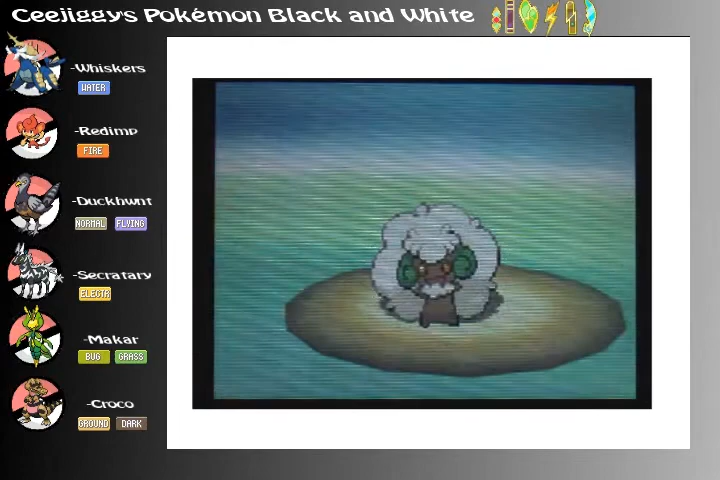 Ceejiggy's Pokémon Black and White
-Whiskers
WATER
-Redimp
FIRE
-Duckhunt
NORMAL FLYING
-Secratary
ELECTR
-Makar
BUG GRASS
-Croco
GROUND DARK